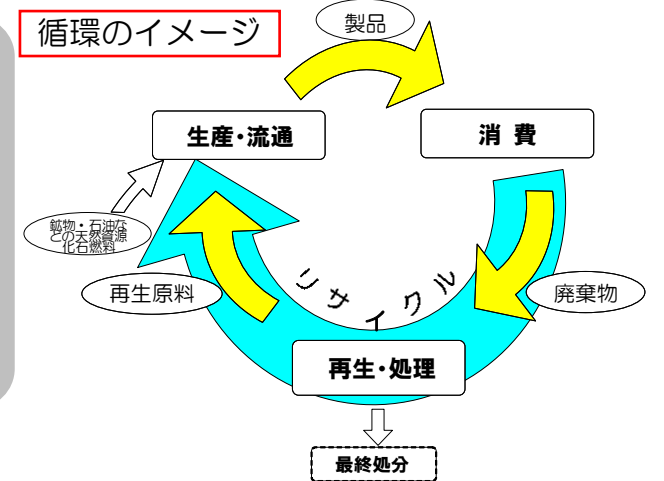 循環のイメージ
製品
生産・流通
消 費
鉱物・石油な
どの天然資源
化石燃料
再生原料
リサイクル
廃棄物
再生・処理
最終処分